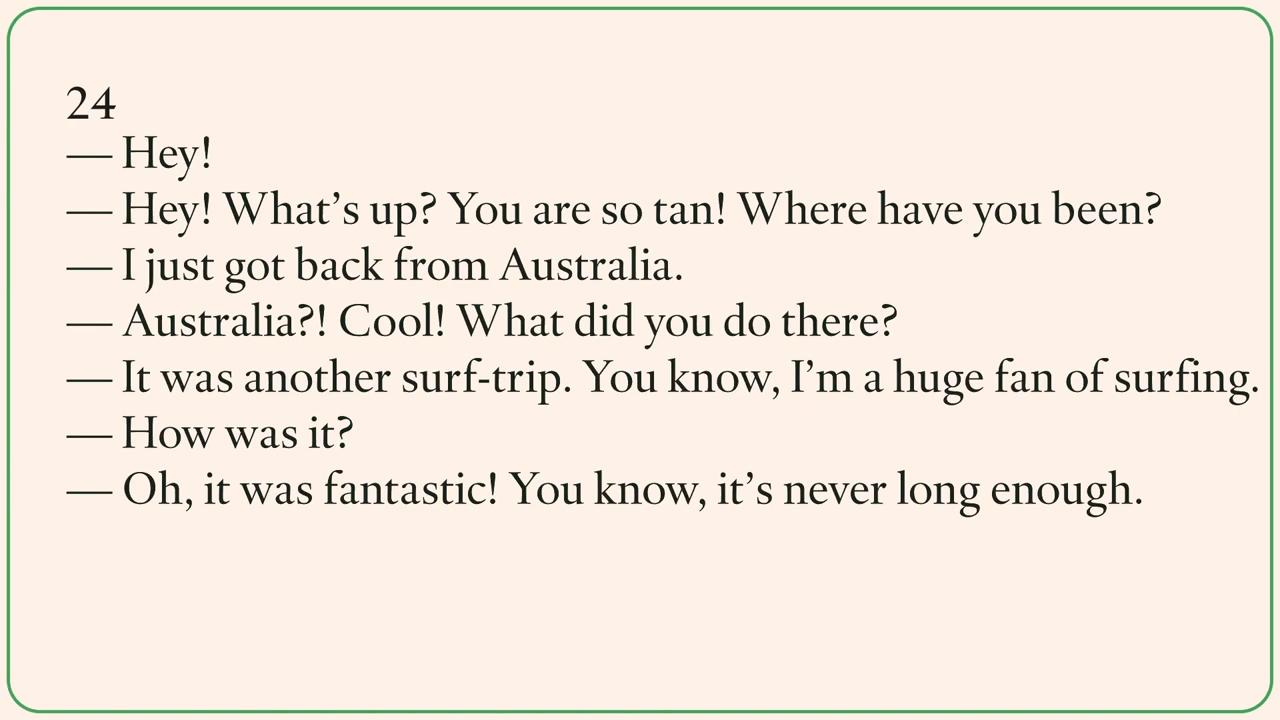 24
— Hey!
— Hey! What’s up? You are so tan! Where have you been?
— I just got back from Australia.
— Australia?! Cool! What did you do there?
— It was another surf-trip. You know, I’m a huge fan of surfing.
— How was it?
— Oh, it was fantastic! You know, it’s never long enough.